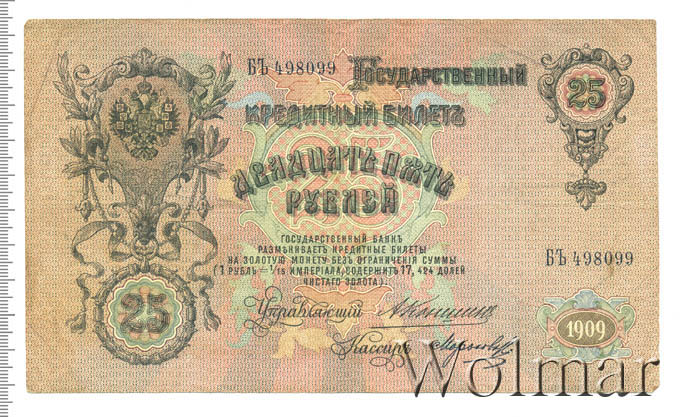 БЪ 498099 Государственный
25
кредитный билетъ
Двадцать пять
рублей
Государственный банкъ
размѣниваетъ кредитные билеты
на золотую монету безъ ограниченія суммы
(1 рубль = 1/15 имперіала, содержитъ 17,424 долей
чистаго золота).
БЪ 498099
25
Управляющій
Кассиръ
1909
Wolmar